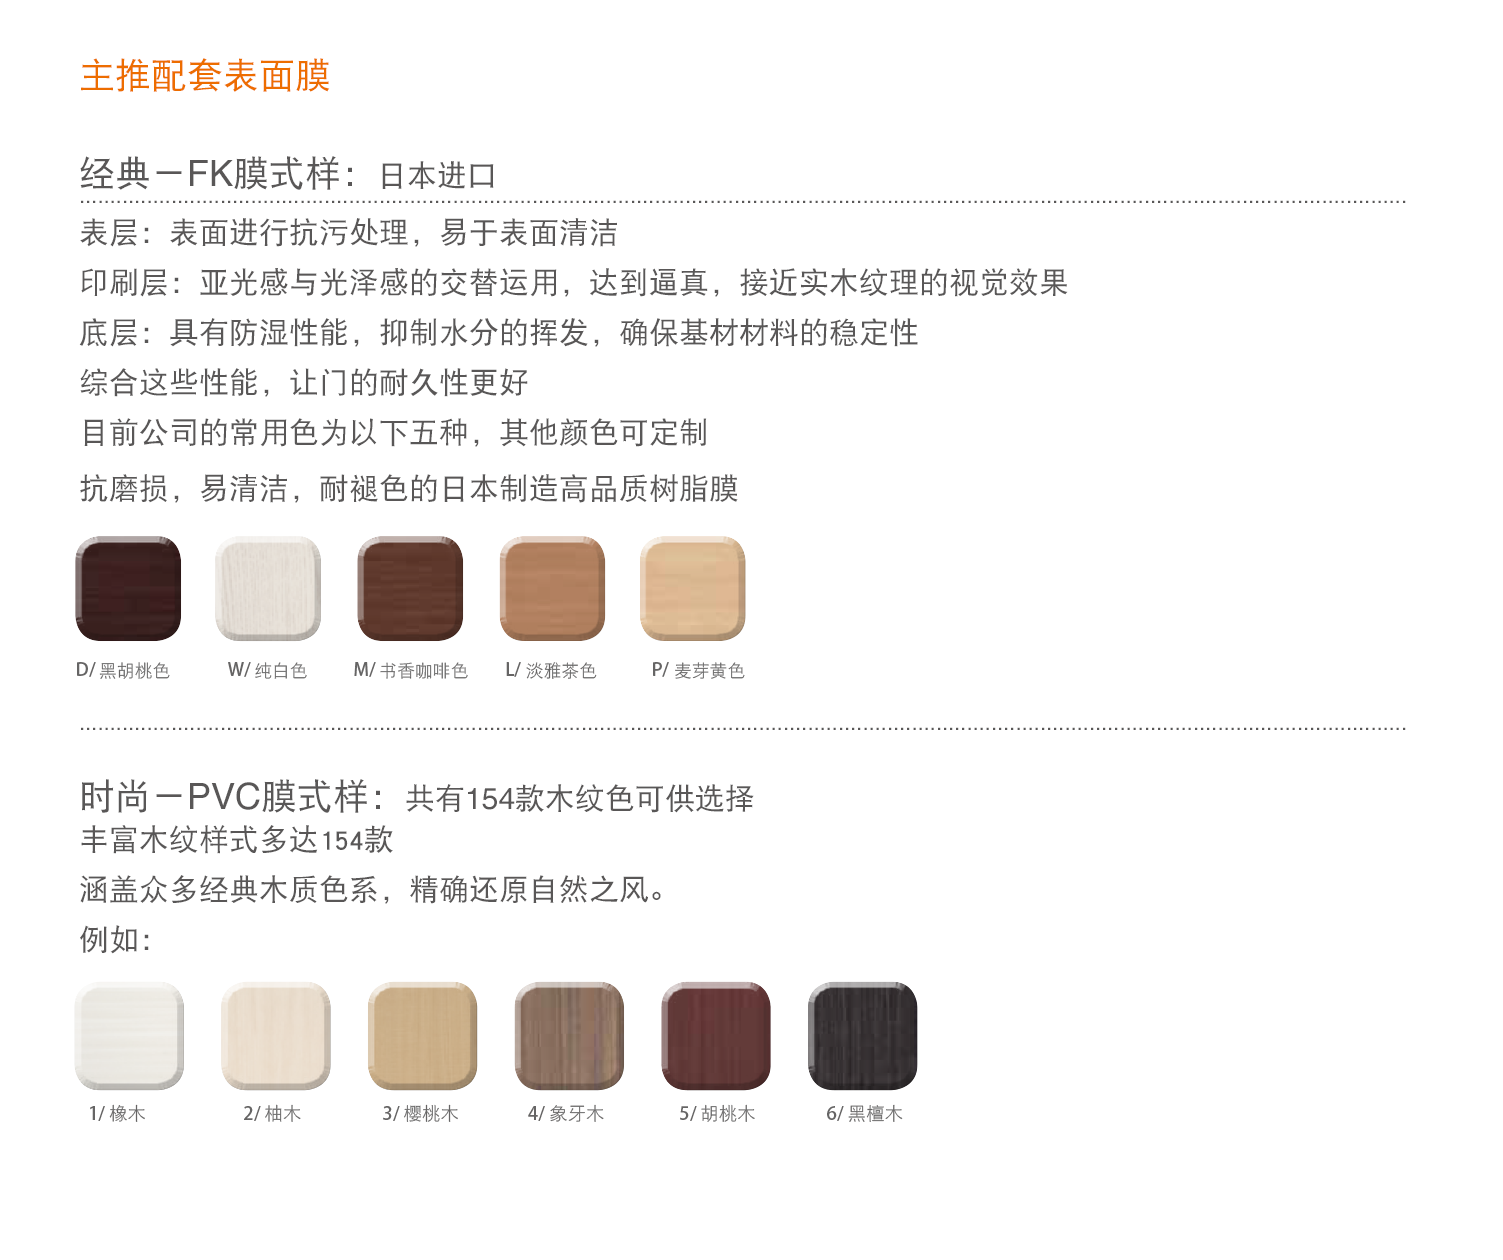 主推配套表面膜
经典－FK膜式样：日本进口
表层：表面进行抗污处理，易于表面清洁
印刷层：亚光感与光泽感的交替运用，达到逼真，接近实木纹理的视觉效果
底层：具有防湿性能，抑制水分的挥发，确保基材材料的稳定性
综合这些性能，让门的耐久性更好
目前公司的常用色为以下五种，其他颜色可定制
抗磨损，易清洁，耐褪色的日本制造高品质树脂膜
D/ 黑胡桃色 W/ 纯白色 M/ 书香咖啡色 L/ 淡雅茶色 P/ 麦芽黄色
时尚－PVC膜式样：共有154款木纹色可供选择
丰富木纹样式多达154款
涵盖众多经典木质色系，精确还原自然之风。
例如：
1/ 橡木 2/ 柚木 3/ 樱桃木 4/ 象牙木 5/ 胡桃木 6/ 黑檀木